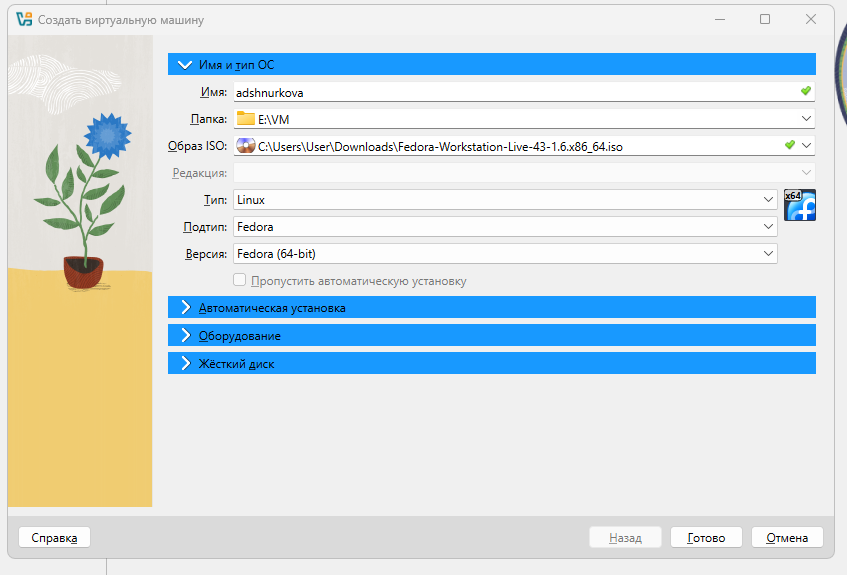 Создать виртуальную машину
Имя и тип ОС
Имя: adshnurkova
Папка: E:\VM
Образ ISO: C:\Users\User\Downloads\Fedora-Workstation-Live-43-1.6.x86_64.iso
Редакция:
Тип: Linux
x64
Подтип: Fedora
Версия: Fedora (64-bit)
Пропустить автоматическую установку
Автоматическая установка
Оборудование
Жёсткий диск
Справка Назад Готово Отмена